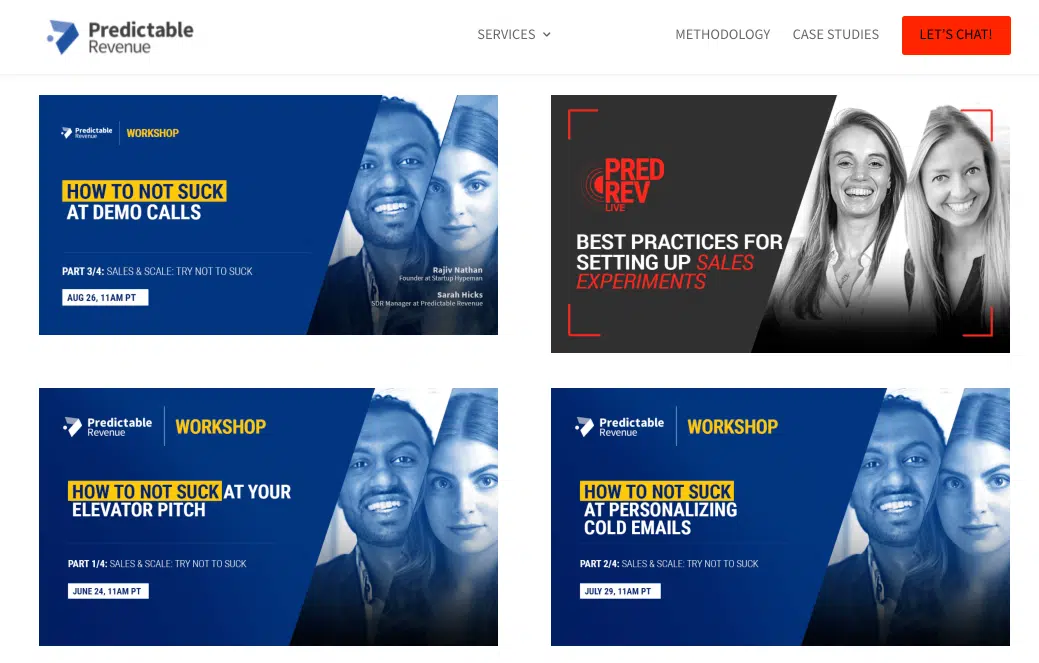 Predictable
Revenue
SERVICES
METHODOLOGY
CASE STUDIES
LET'S CHAT!
Predictable
Revenue
WORKSHOP
HOW TO NOT SUCK
AT DEMO CALLS
PART 3/4: SALES & SCALE: TRY NOT TO SUCK
AUG 26, 11AM PT
Rajiv Nathan
Founder at Startup Hypeman
Sarah Hicks
SDR Manager at Predictable Revenue
PRED
REV
LIVE
BEST PRACTICES FOR
SETTING UP SALES
EXPERIMENTS
Predictable
Revenue
WORKSHOP
HOW TO NOT SUCK AT YOUR
ELEVATOR PITCH
PART 1/4: SALES & SCALE: TRY NOT TO SUCK
JUNE 24, 11AM PT
Predictable
Revenue
WORKSHOP
HOW TO NOT SUCK
AT PERSONALIZING
COLD EMAILS
PART 2/4: SALES & SCALE: TRY NOT TO SUCK
JULY 29, 11AM PT